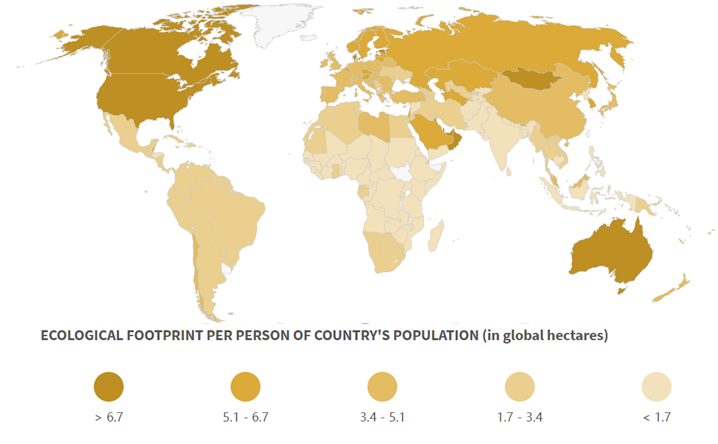 ECOLOGICAL FOOTPRINT PER PERSON OF COUNTRY'S POPULATION (in global hectares)
> 6.7
5.1 - 6.7
3.4 - 5.1
1.7 - 3.4
< 1.7